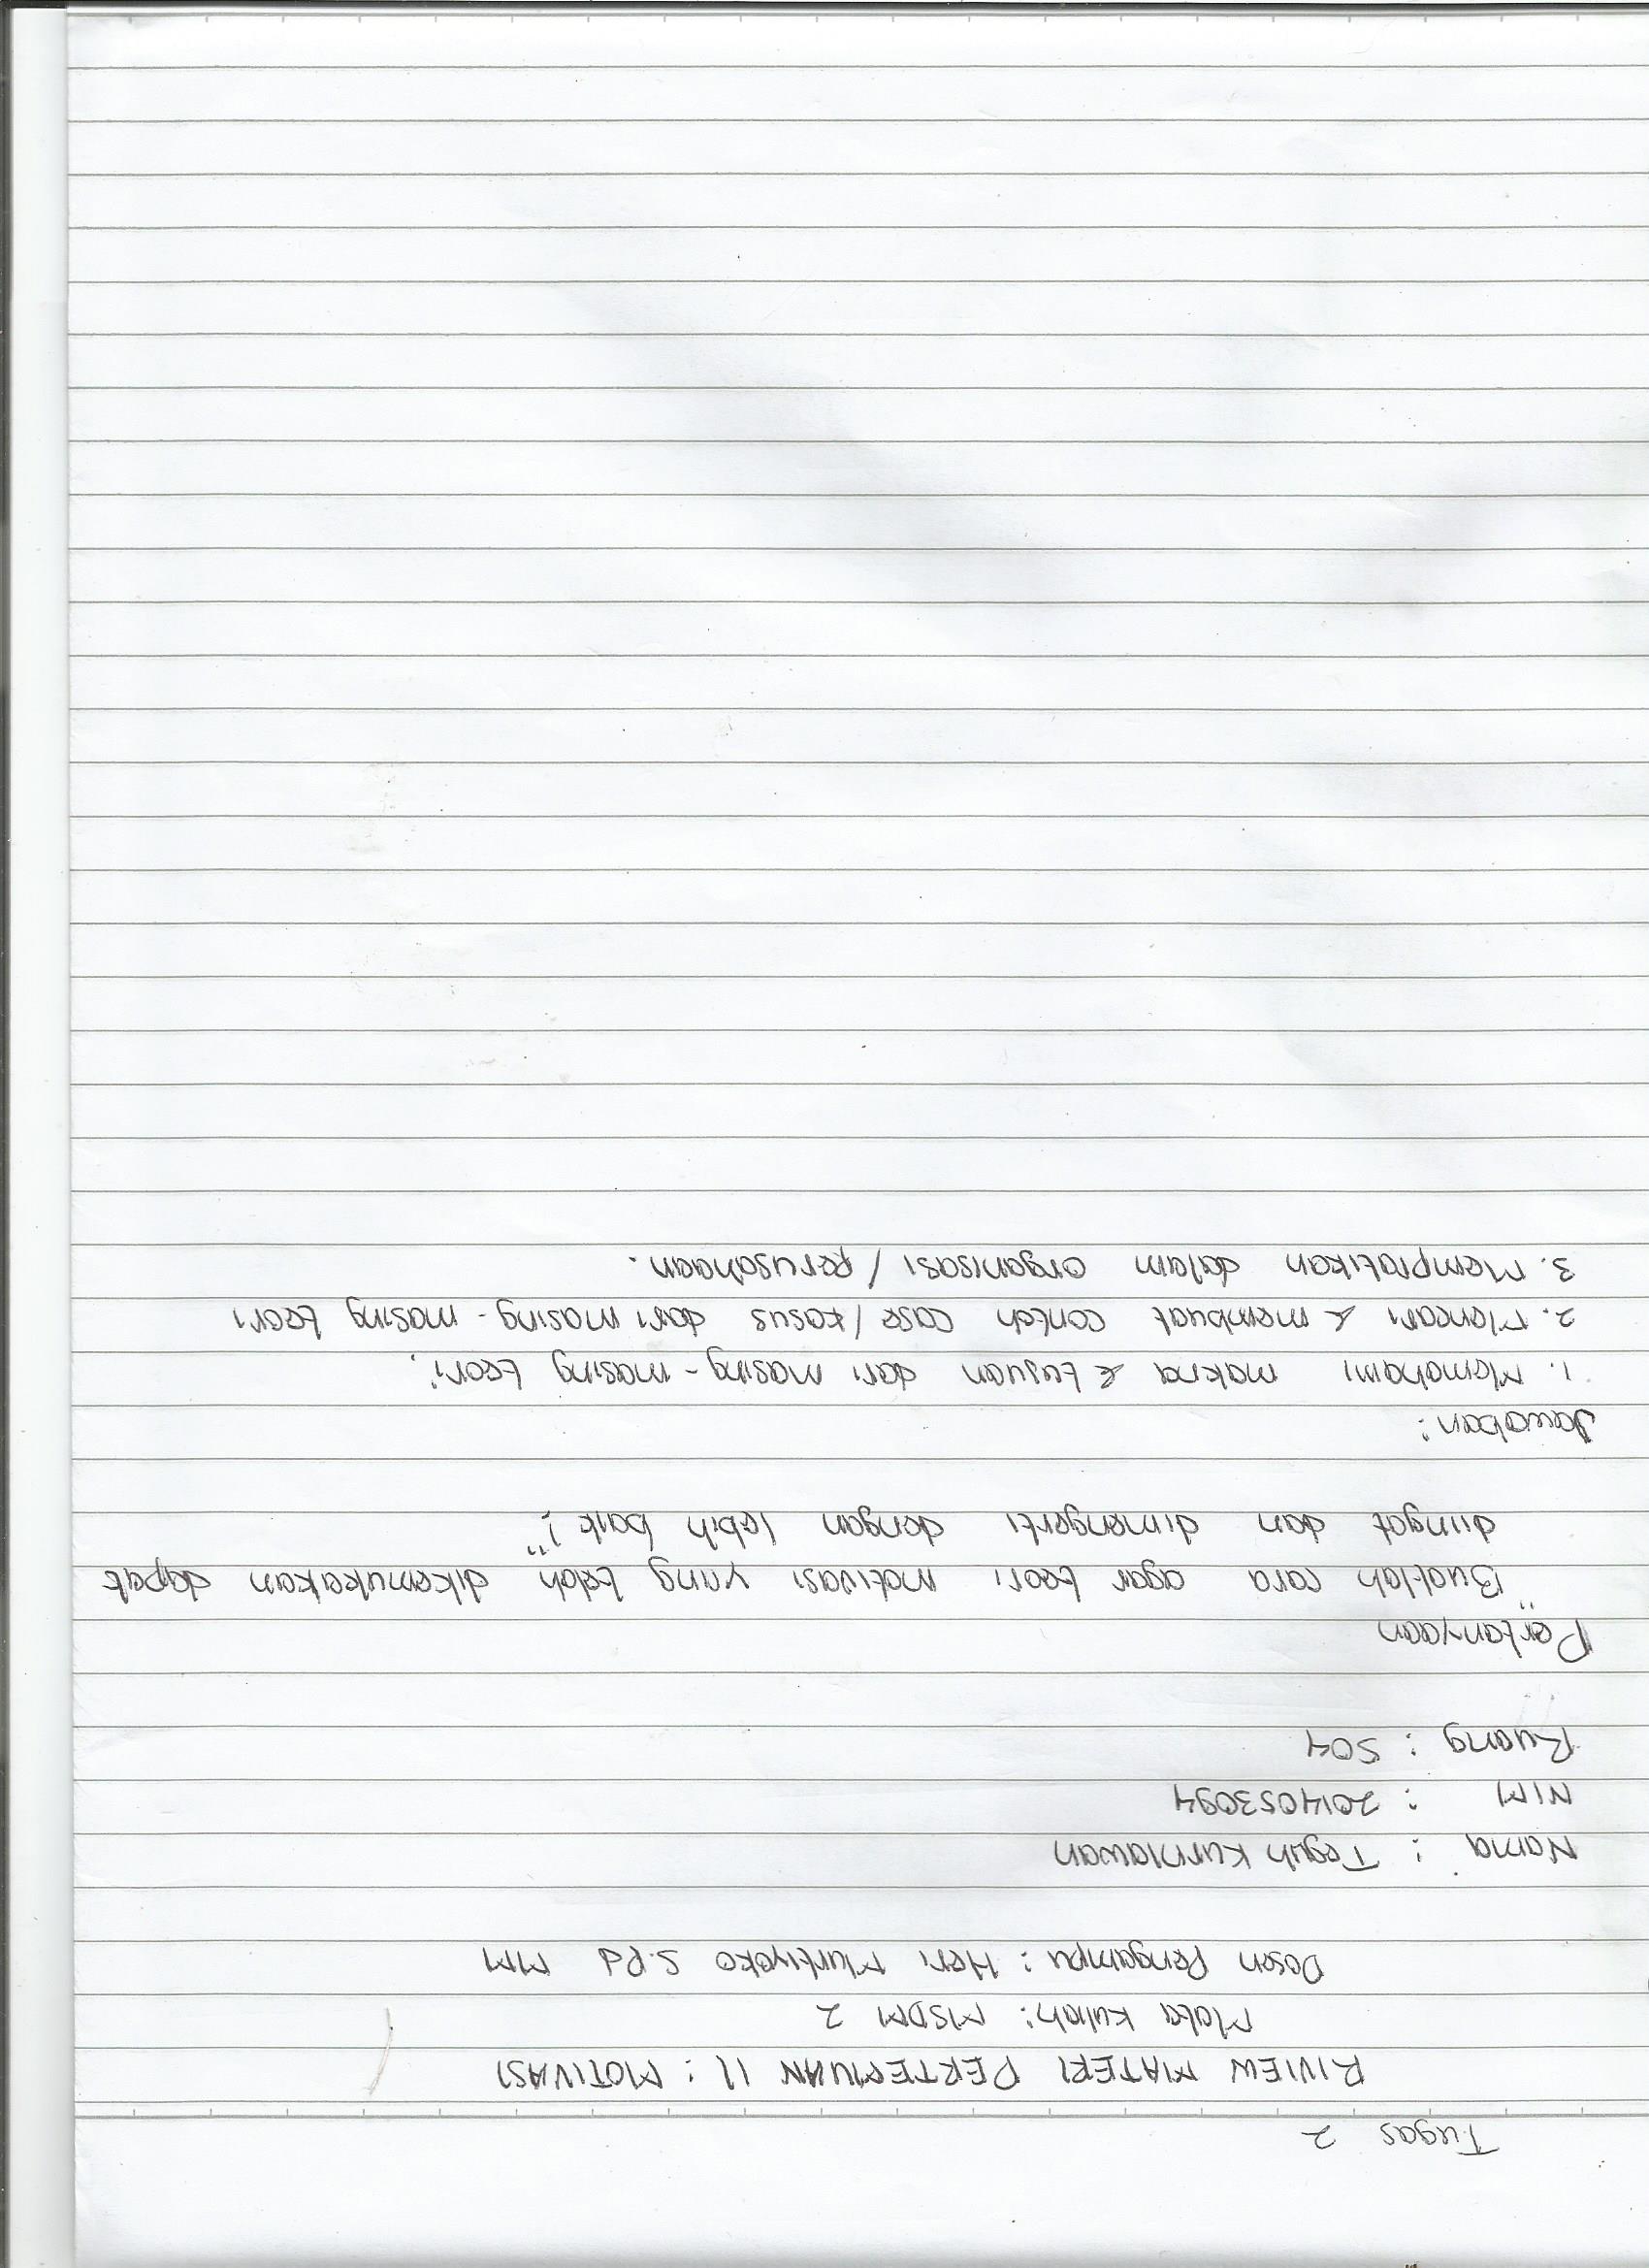 Tugas 2
RIVIEW MATERI PERTEMUAN 11 : MOTIVASI
Mata Kuliah : MSDM 2
Dosen Pengampu : Heri Murtiyoko S.Pd MM
Nama : Teguh Kurniawan
NIM : 2014053094
Ruang : 504
Pertanyaan
"Buatlah cara agar teori motivasi yang telah dikemukakan dapat
diingat dan dimengerti dengan lebih baik ;"
Jawaban :
1. Memahami makna & tujuan dari masing - masing teori.
2. Mencari & membuat contoh case / kasus dari masing - masing teori
3. Mempratikan dalam organisasi / perusahaan.